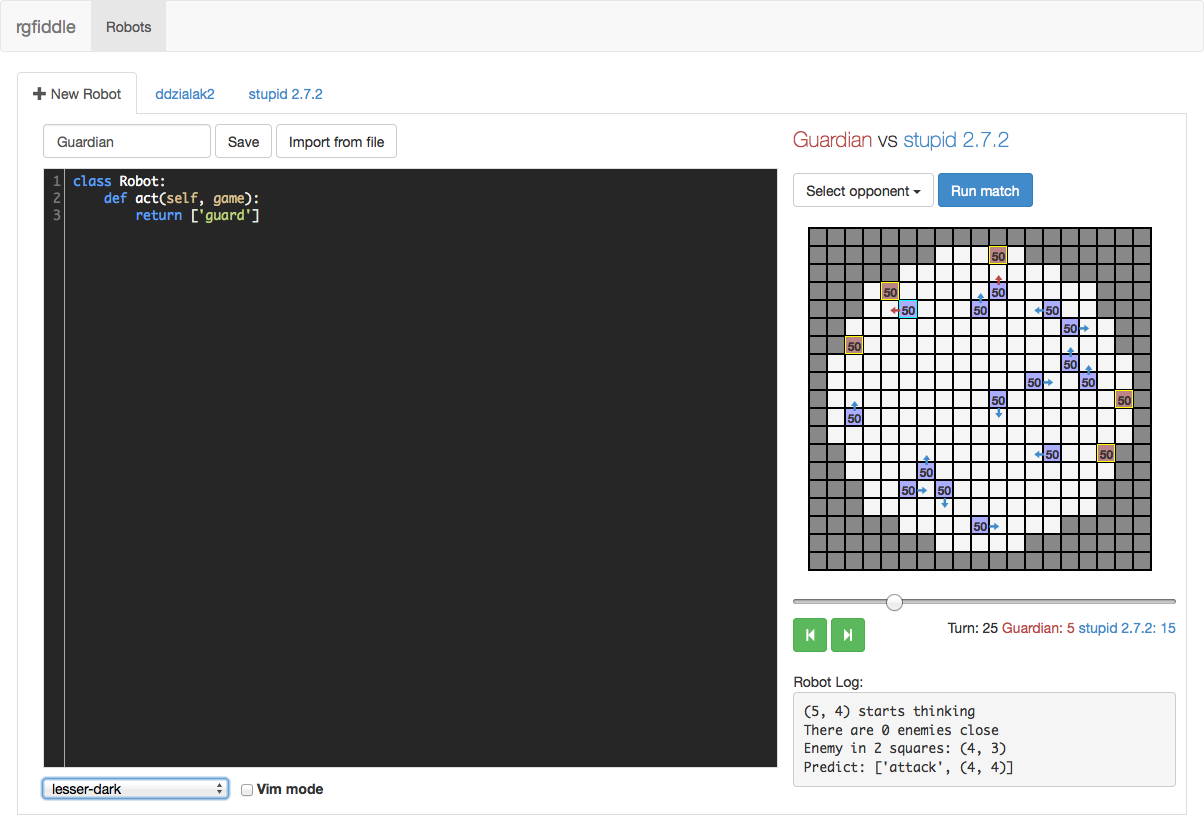 rgfiddle Robots
New Robot ddzialak2 stupid 2.7.2
Guardian Save Import from file
1 class Robot:
2 def act(self, game):
3 return ['guard']
lesser-dark Vim mode
Guardian vs stupid 2.7.2
Select opponent Run match
50
50 50
50 50 50
50
50
50
50 50
50 50
50
50 50
50
50 50
50
Turn: 25 Guardian: 5 stupid 2.7.2: 15
Robot Log:
(5, 4) starts thinking
There are 0 enemies close
Enemy in 2 squares: (4, 3)
Predict: ['attack', (4, 4)]